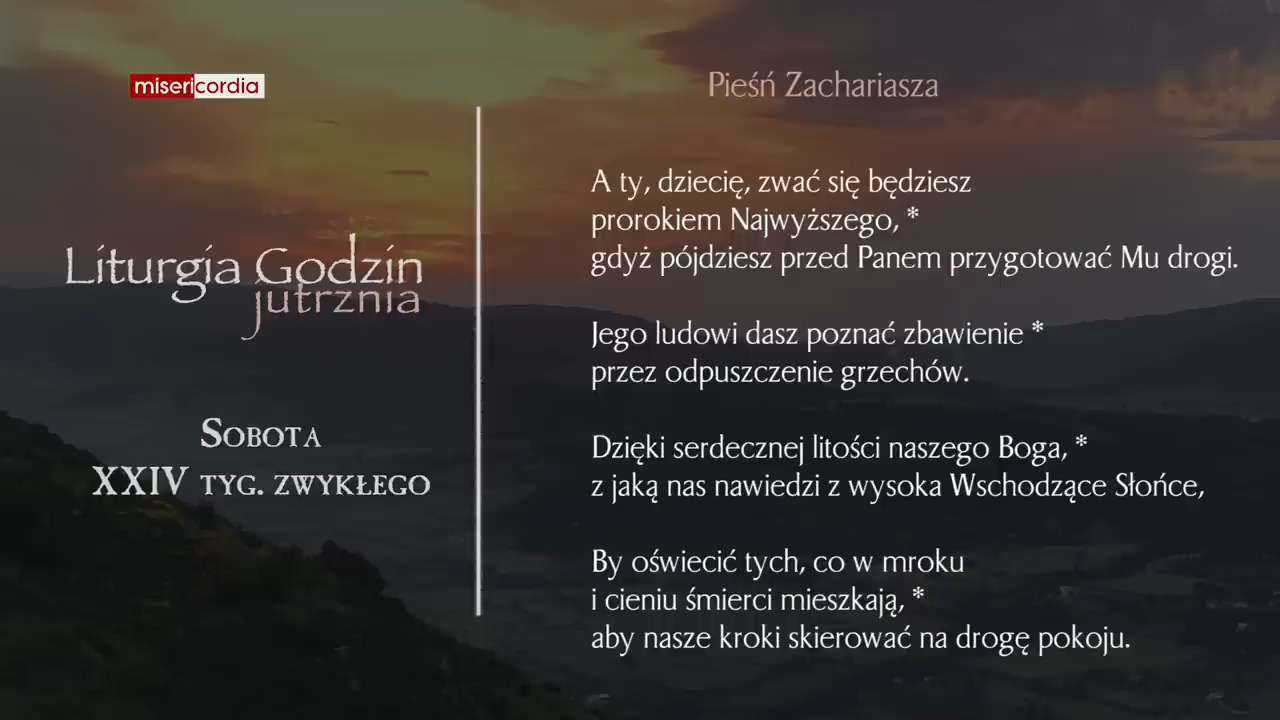 misericordia
Liturgia Godzin
jutrznia
Sobota
XXIV tyg. zwykłego
Pieśń Zachariasza
A ty, dziecię, zwać się będziesz
prorokiem Najwyższego, *
gdyż pójdziesz przed Panem przygotować Mu drogi.
Jego ludowi dasz poznać zbawienie *
przez odpuszczenie grzechów.
Dzięki serdecznej litości naszego Boga, *
z jaką nas nawiedzi z wysoka Wschodzące Słońce,
By oświecić tych, co w mroku
i cieniu śmierci mieszkają, *
aby nasze kroki skierować na drogę pokoju.